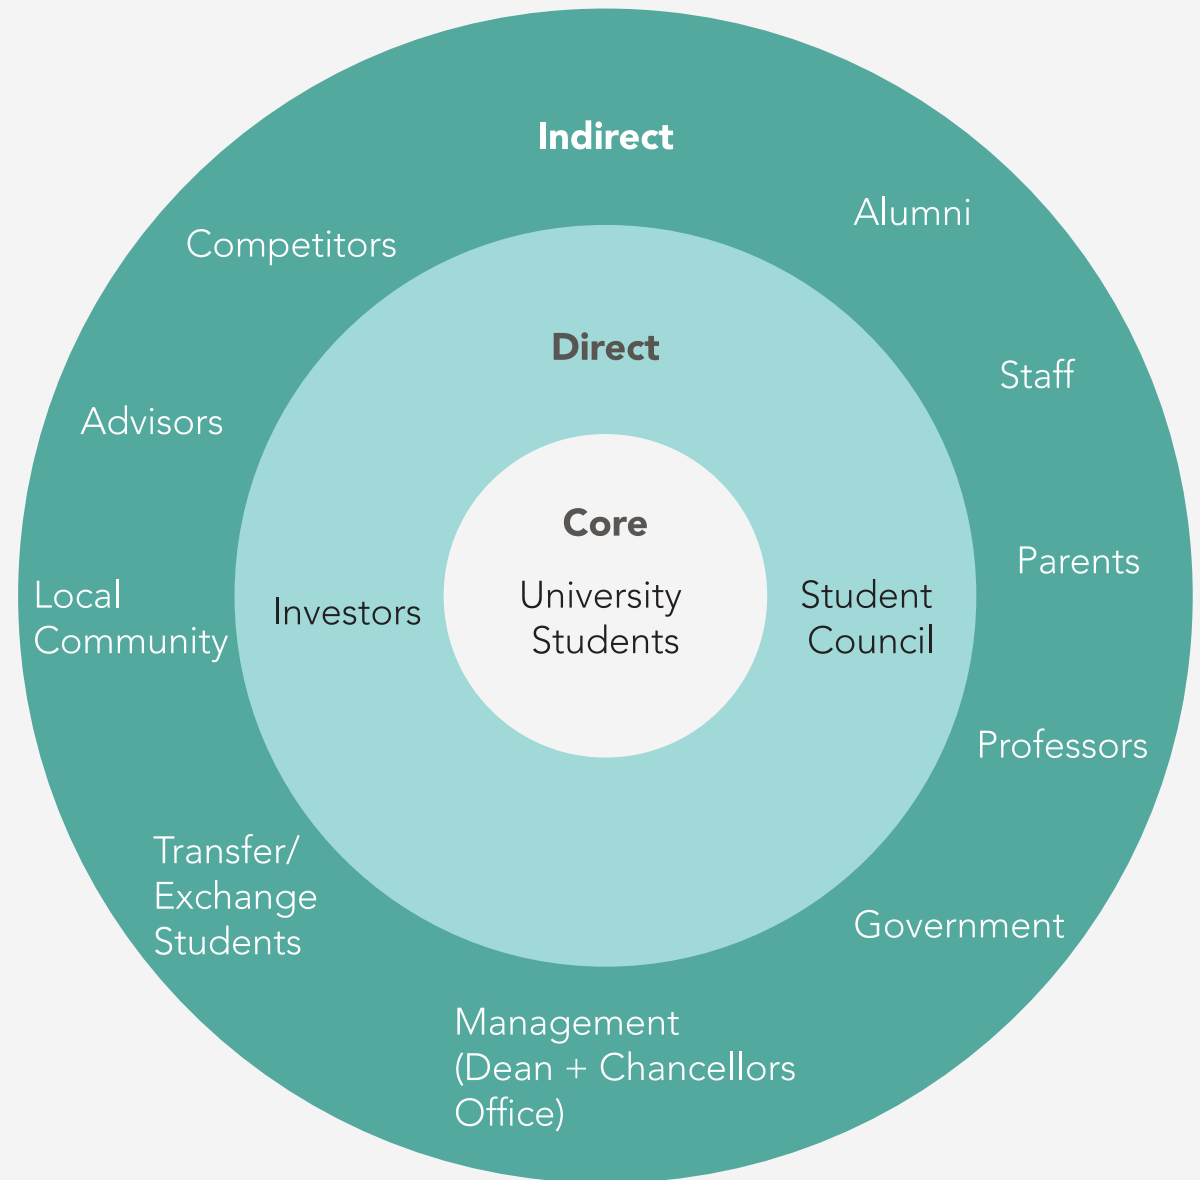 Indirect
Alumni
Competitors
Staff
Advisors
Parents
Local
Community
Professors
Transfer/
Exchange
Students
Government
Management
(Dean + Chancellors
Office)
Direct
Investors
Student
Council
Core
University
Students